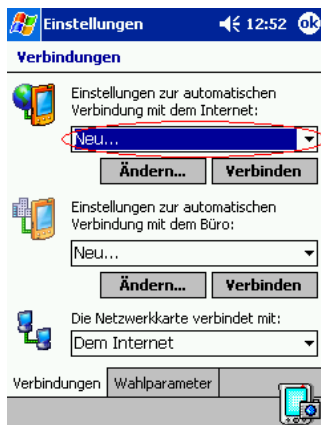 Einstellungen 12:52 ok
Verbindungen
Einstellungen zur automatischen
Verbindung mit dem Internet:
Neu...
Ändern... Verbinden
Einstellungen zur automatischen
Verbindung mit dem Büro:
Neu...
Ändern... Verbinden
Die Netzwerkkarte verbindet mit:
Dem Internet
Verbindungen Wahlparameter